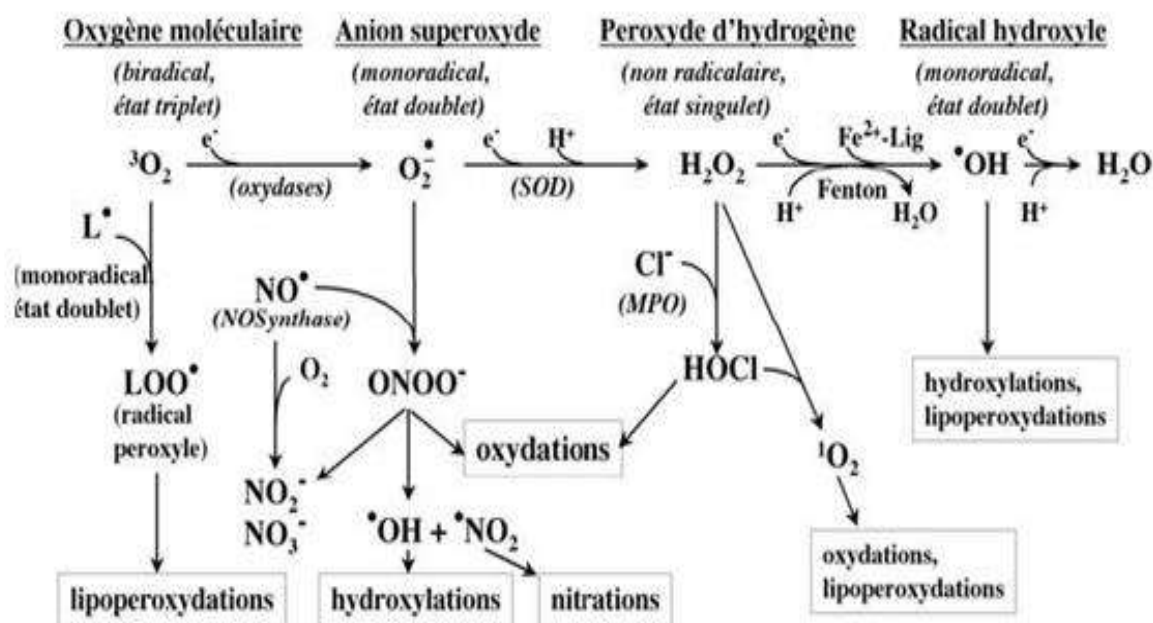 Oxygène moléculaire
Anion superoxyde
Peroxyde d'hydrogène
Radical hydroxyle
(biradical,
état triplet)
(monoradical,
état doublet)
(non radicalaire,
état singulet)
(monoradical,
état doublet)
³O₂
e⁻
(oxydases)
O₂•⁻
e⁻
H⁺
(SOD)
H₂O₂
e⁻
Fe²⁺-Lig
H⁺
Fenton
H₂O
•OH
e⁻
H⁺
H₂O
L•
(monoradical,
état doublet)
NO•
(NOSynthase)
Cl⁻
(MPO)
LOO•
(radical
peroxyle)
O₂
ONOO⁻
HOCl
hydroxylations,
lipoperoxydations
oxydations
¹O₂
NO₂⁻
NO₃⁻
•OH + •NO₂
oxydations,
lipoperoxydations
lipoperoxydations
hydroxylations
nitrations